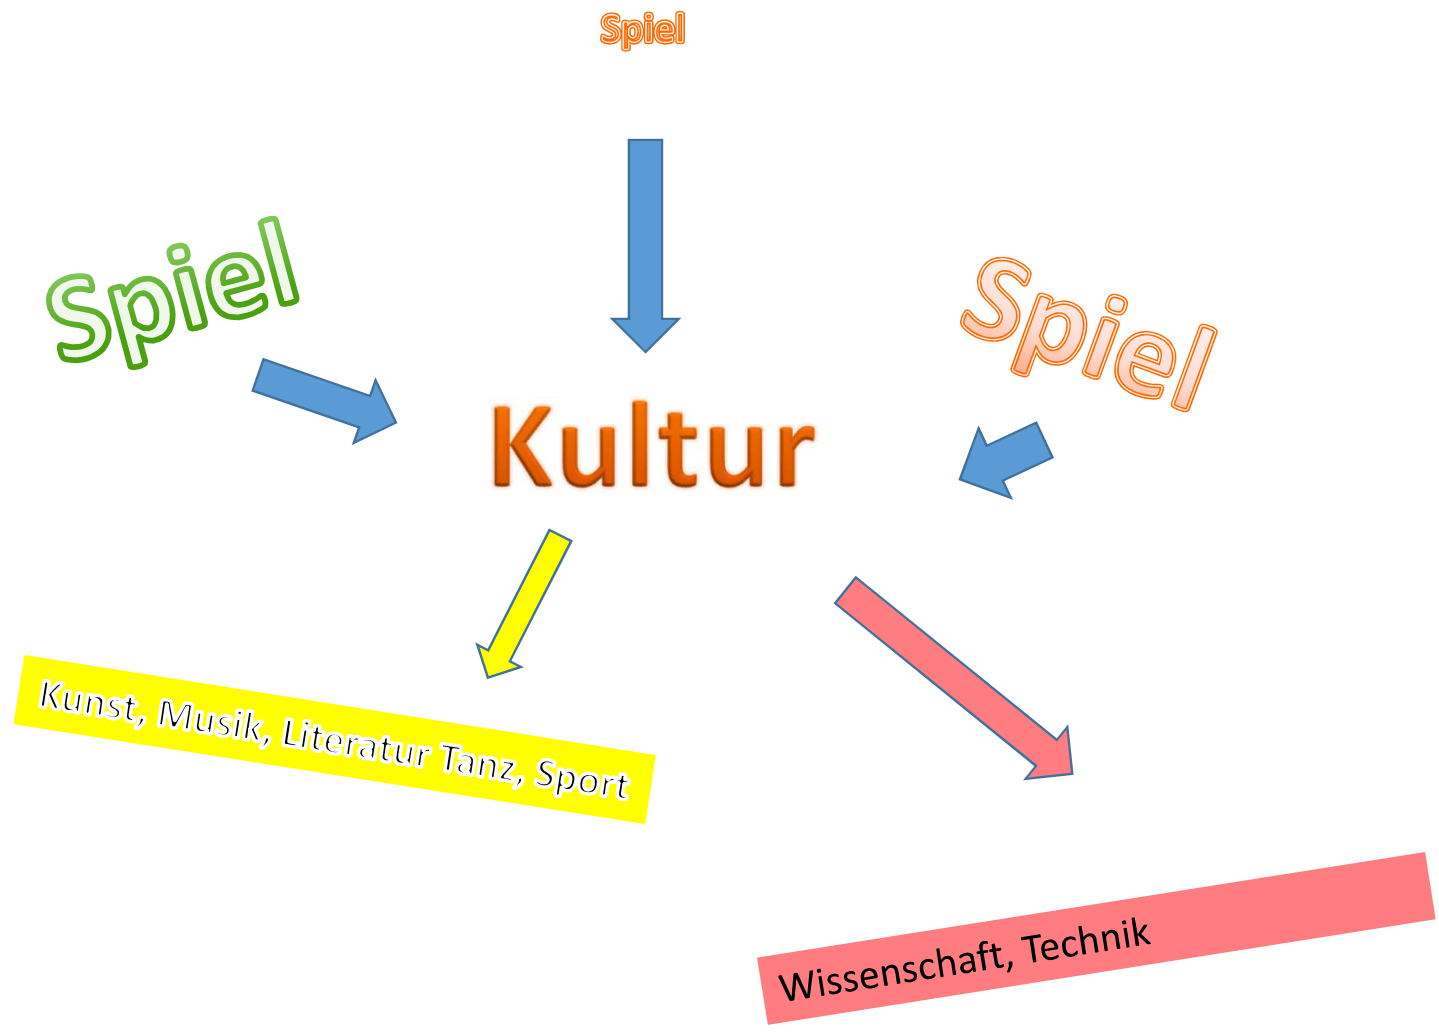 Spiel
Spiel
Spiel
Kultur
Kunst, Musik, Literatur Tanz, Sport
Wissenschaft, Technik